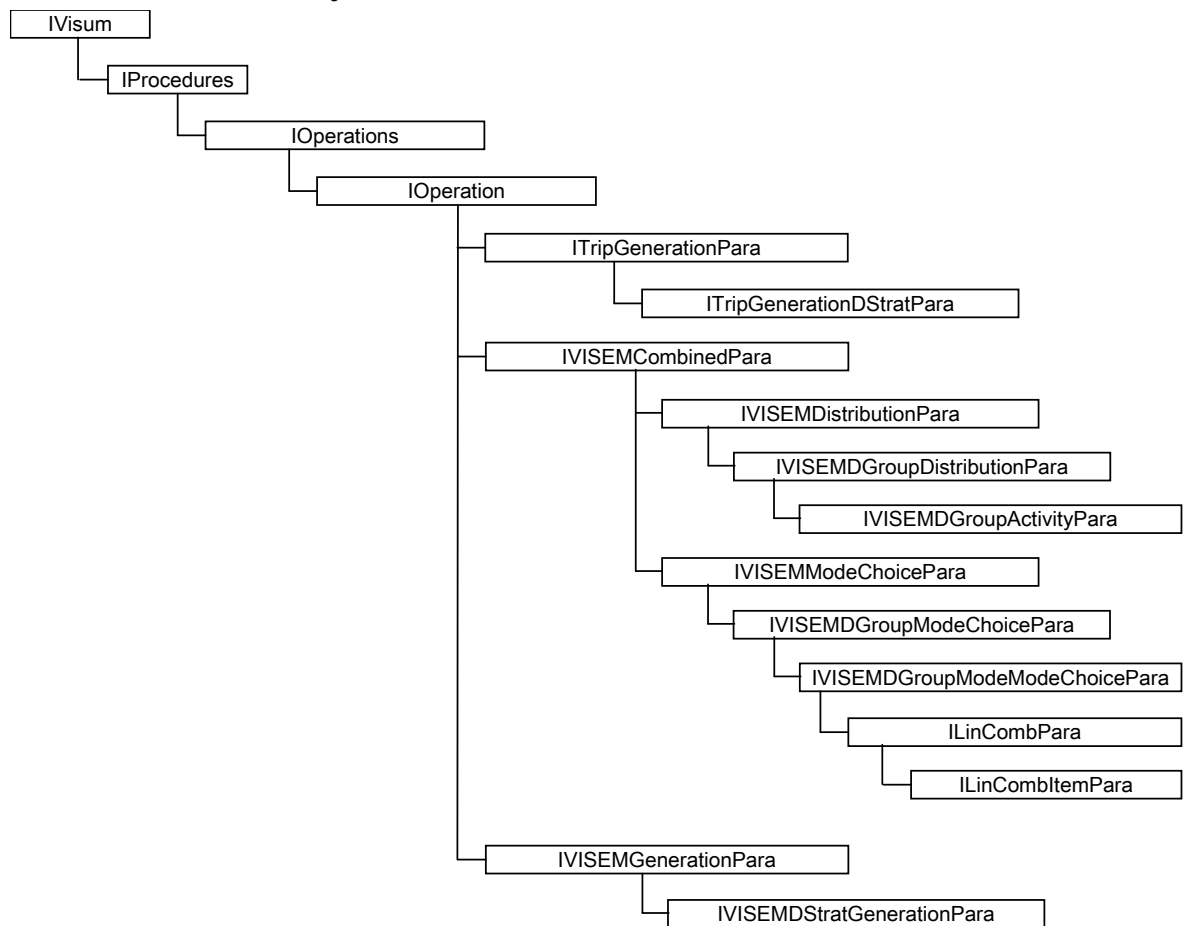 IVisum
IProcedures
IOperations
IOperation
ITripGenerationPara
ITripGenerationDStratPara
IVISEMCombinedPara
IVISEMDistributionPara
IVISEMDGroupDistributionPara
IVISEMDGroupActivityPara
IVISEMModeChoicePara
IVISEMDGroupModeChoicePara
IVISEMDGroupModeModeChoicePara
ILinCombPara
ILinCombItemPara
IVISEMGenerationPara
IVISEMDStratGenerationPara